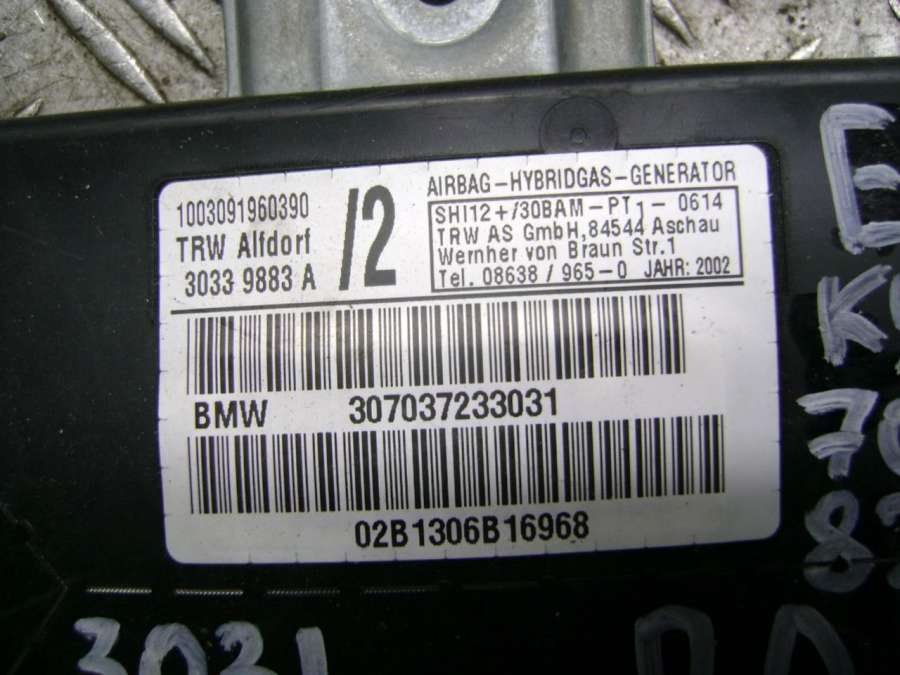 1003091960390
TRW Alfdorf
3033 9883 A
/2
AIRBAG-HYBRIDGAS-GENERATOR
SHI12+/30BAM-PT1-0614
TRW AS GmbH,84544 Aschau
Wernher von Braun Str.1
Tel. 08638 / 965-0 JAHR: 2002
BMW 307037233031
02B1306B16968
3031